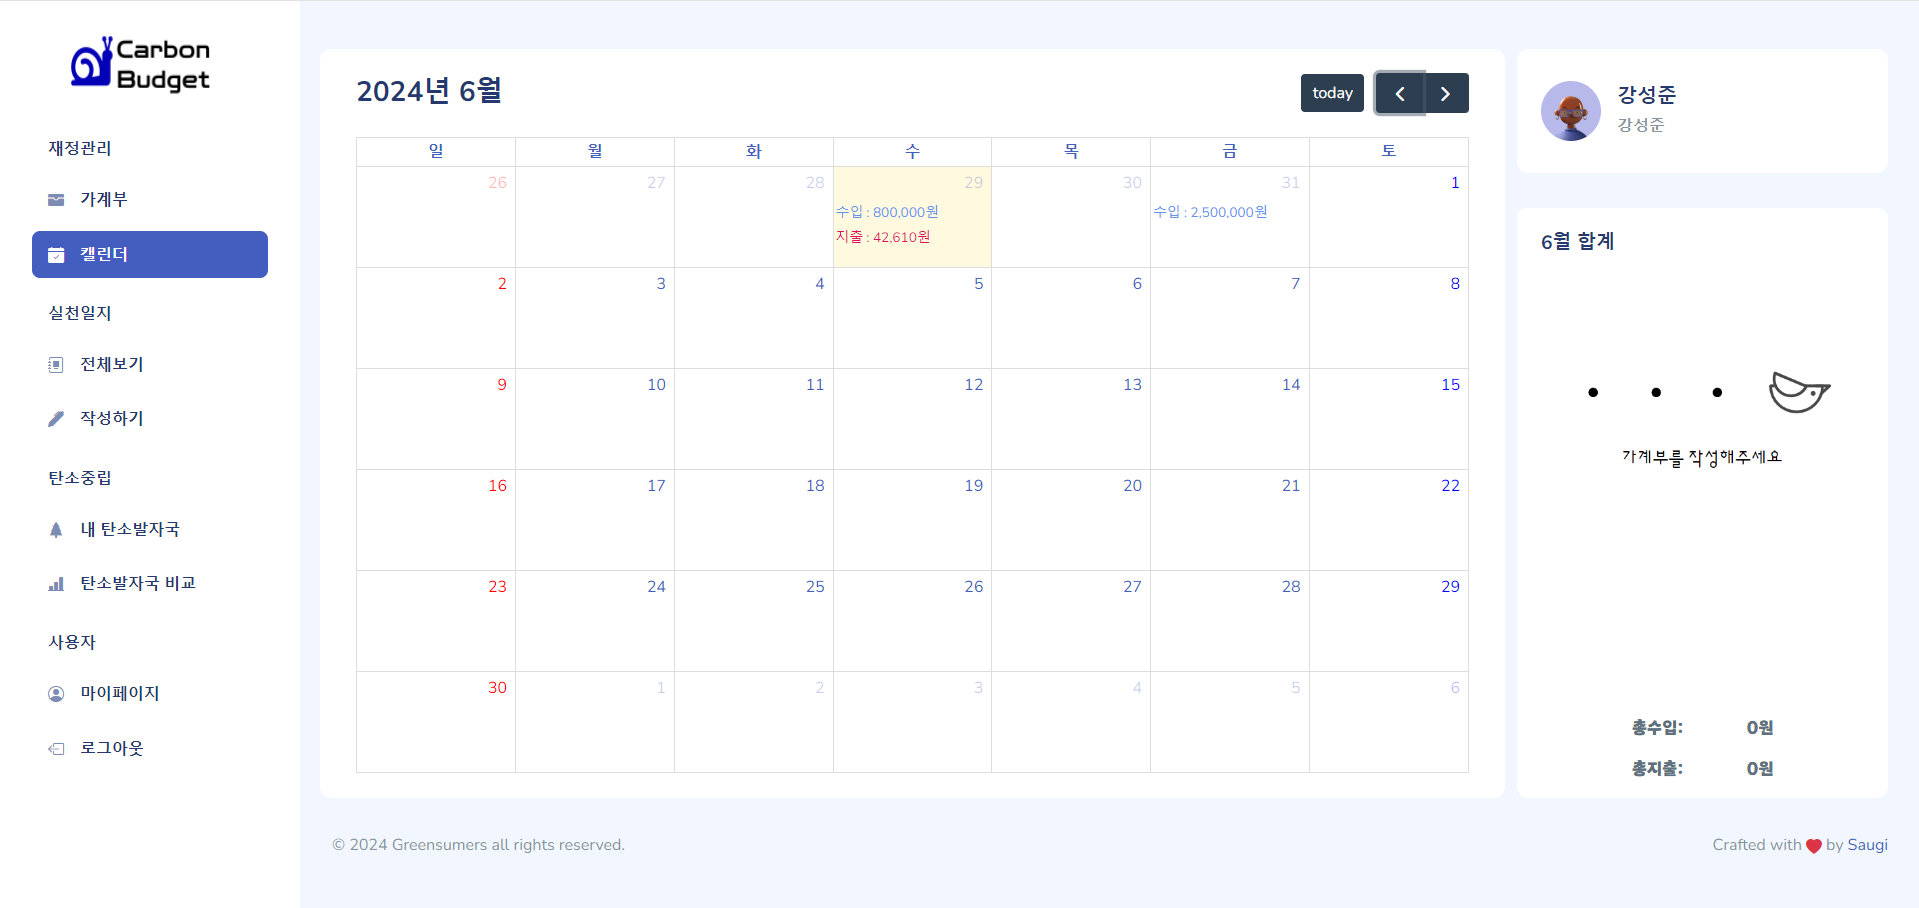 Carbon
Budget
재정관리
가계부
캘린더
실천일지
전체보기
작성하기
탄소중립
내 탄소발자국
탄소발자국 비교
사용자
마이페이지
로그아웃
2024년 6월
today
일 월 화 수 목 금 토
26 27 28 29 30 31 1
수입 : 800,000원 수입 : 2,500,000원
지출 : 42,610원
2 3 4 5 6 7 8
9 10 11 12 13 14 15
16 17 18 19 20 21 22
23 24 25 26 27 28 29
30 1 2 3 4 5 6
강성준
강성준
6월 합계
가계부를 작성해주세요
총수입: 0원
총지출: 0원
© 2024 Greensumers all rights reserved.
Crafted with by Saugi